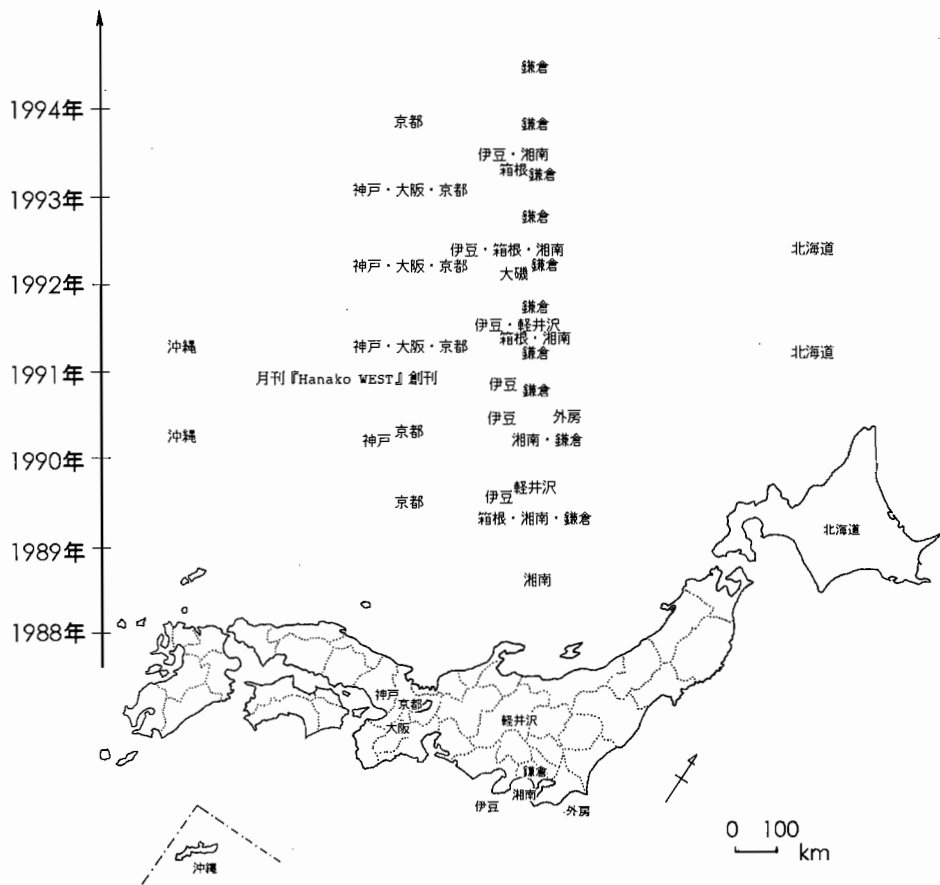 鎌倉
1994年
京都
鎌倉
伊豆・湘南
箱根
鎌倉
神戸・大阪・京都
1993年
鎌倉
伊豆・箱根・湘南
北海道
神戸・大阪・京都
大磯
鎌倉
1992年
鎌倉
伊豆・軽井沢
箱根・湘南
沖縄
神戸・大阪・京都
鎌倉
北海道
1991年
月刊『Hanako WEST』創刊
伊豆
鎌倉
伊豆
外房
沖縄
神戸
京都
湘南・鎌倉
1990年
軽井沢
京都
伊豆
箱根・湘南・鎌倉
1989年
北海道
湘南
1988年
神戸
京都
大阪
軽井沢
鎌倉
湘南
伊豆
外房
沖縄
0 100
km